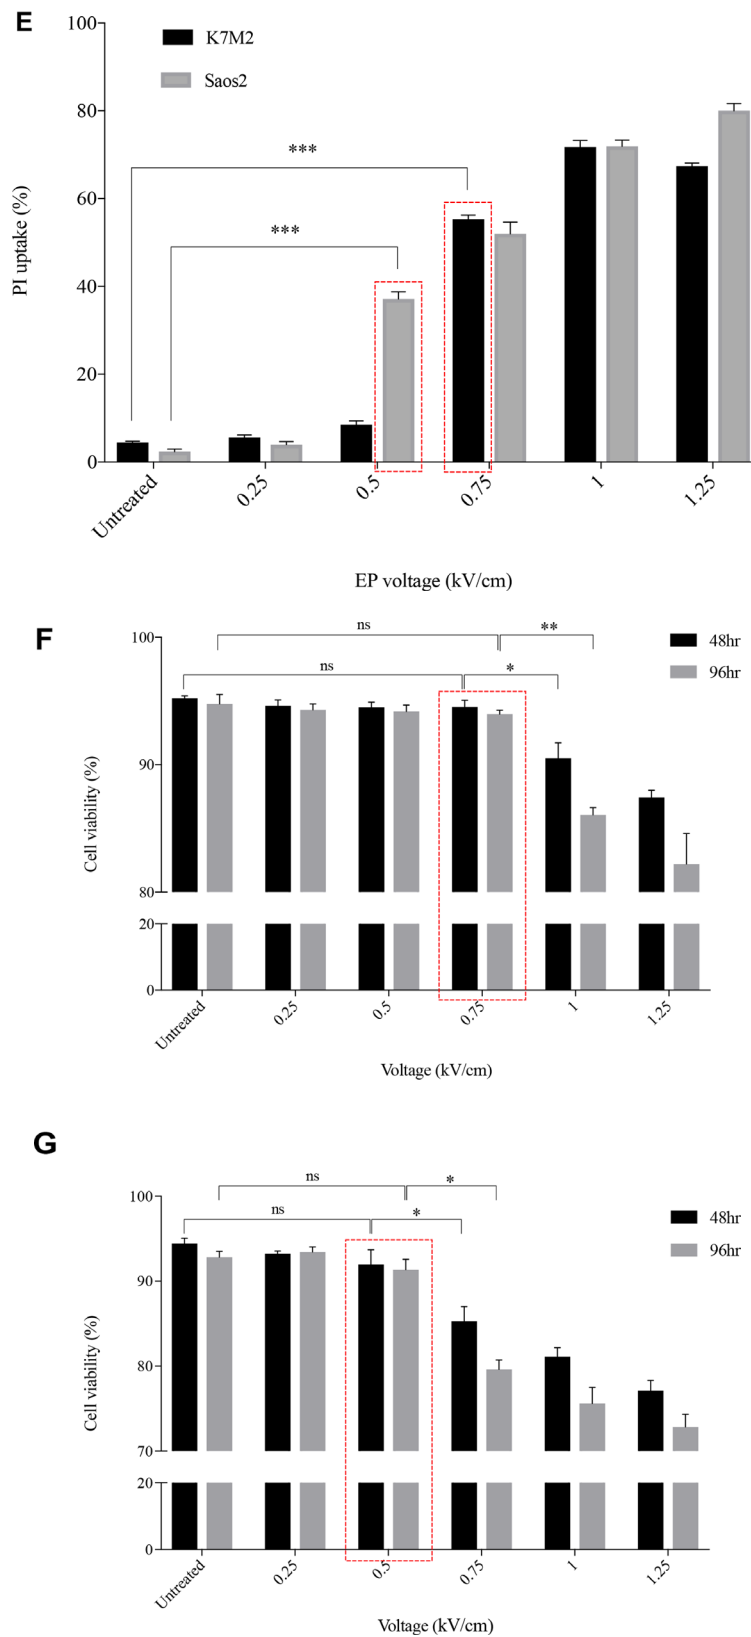 E
K7M2
Saos2
***
***
PI uptake (%)
100
80
60
40
20
0
Untreated 0.25 0.5 0.75 1 1.25
EP voltage (kV/cm)
F
48hr
96hr
ns **
ns *
Cell viability (%)
100
90
80
20
0
Untreated 0.25 0.5 0.75 1 1.25
Voltage (kV/cm)
G
48hr
96hr
ns *
ns *
Cell viability (%)
100
90
80
70
20
0
Untreated 0.25 0.5 0.75 1 1.25
Voltage (kV/cm)